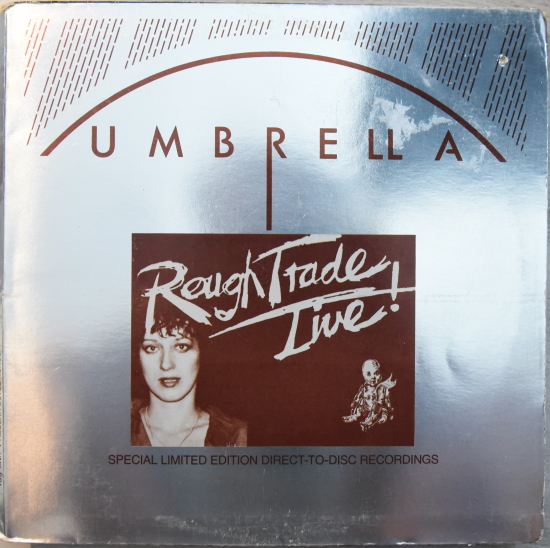 UMBRELLA
Rough Trade
Live!
SPECIAL LIMITED EDITION DIRECT-TO-DISC RECORDINGS